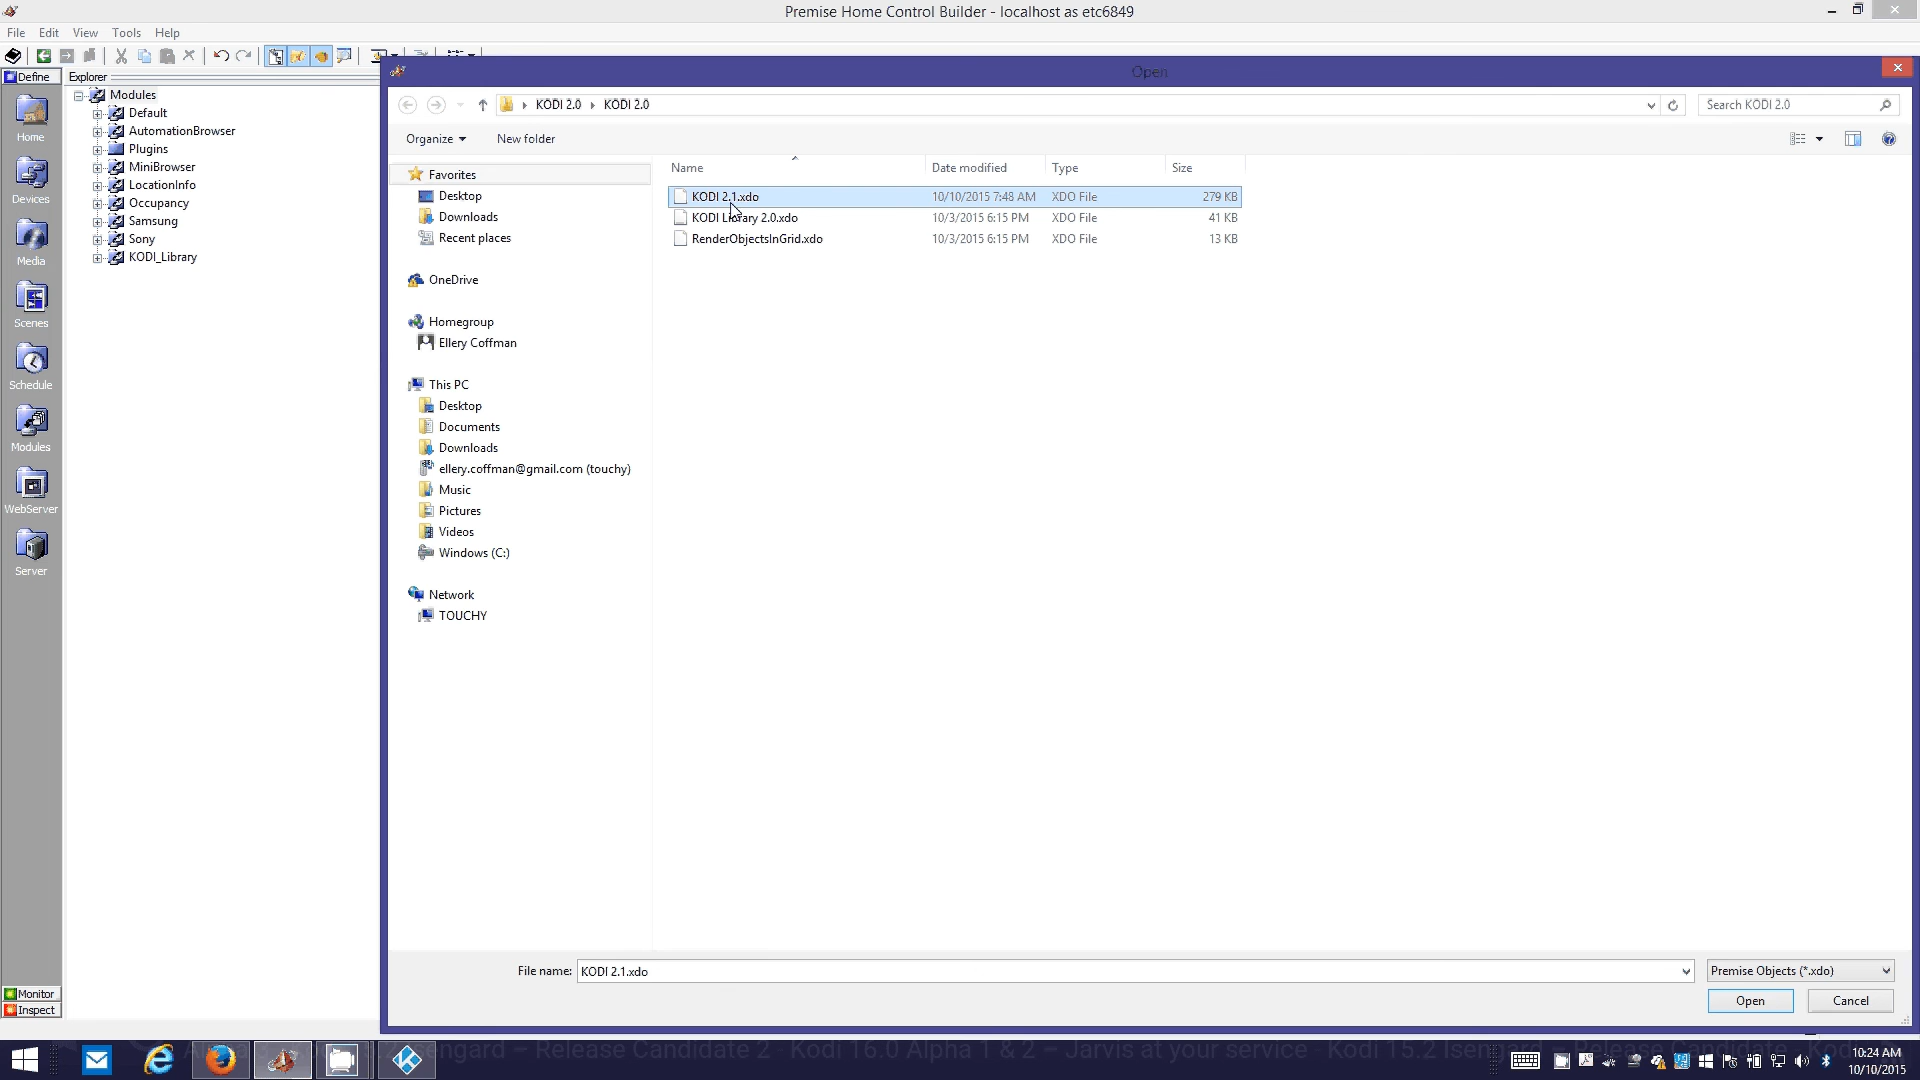 Premise Home Control Builder - localhost as etc6849
File Edit View Tools Help
Define
Explorer
Modules
Default
AutomationBrowser
Plugins
MiniBrowser
LocationInfo
Occupancy
Samsung
Sony
KODI_Library
Home
Devices
Media
Scenes
Schedule
Modules
WebServer
Server
Monitor
Inspect
Open
KODI 2.0 KODI 2.0
Search KODI 2.0
Organize New folder
Favorites
Desktop
Downloads
Recent places
OneDrive
Homegroup
Ellery Coffman
This PC
Desktop
Documents
Downloads
ellery.coffman@gmail.com (touchy)
Music
Pictures
Videos
Windows (C:)
Network
TOUCHY
Name Date modified Type Size
KODI 2.1.xdo 10/10/2015 7:48 AM XDO File 279 KB
KODI Library 2.0.xdo 10/3/2015 6:15 PM XDO File 41 KB
RenderObjectsInGrid.xdo 10/3/2015 6:15 PM XDO File 13 KB
File name: KODI 2.1.xdo Premise Objects (*.xdo)
Open Cancel
sengard – Release Candidate 2 - Kodi 16.0 Alpha 1 & 2 - Jarvis at your service - Kodi 15.2 Isengard – Release Candidate
10:24 AM
10/10/2015